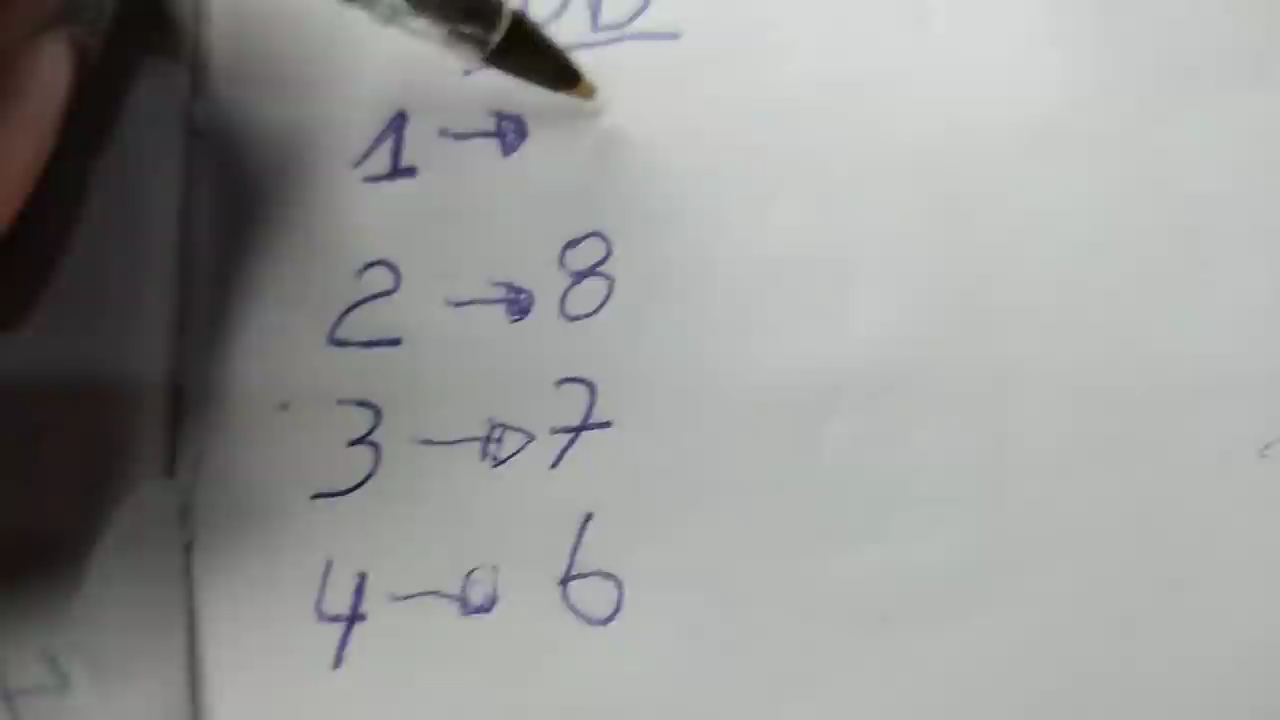 1 →
2 → 8
3 → 7
4 → 6